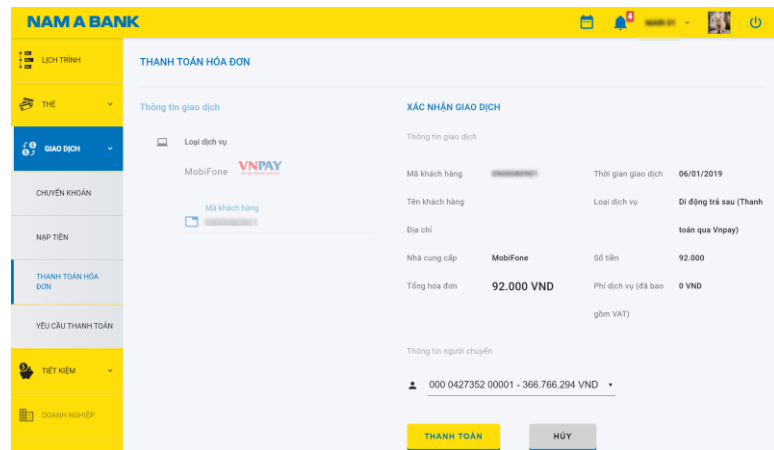 NAM A BANK
4
LỊCH TRÌNH
THẺ
GIAO DỊCH
CHUYỂN KHOẢN
NẠP TIỀN
THANH TOÁN HÓA
ĐƠN
YÊU CẦU THANH TOÁN
TIẾT KIỆM
DOANH NGHIỆP
THANH TOÁN HÓA ĐƠN
Thông tin giao dịch
Loại dịch vụ
MobiFone VNPAY
Mã khách hàng
XÁC NHẬN GIAO DỊCH
Thông tin giao dịch
Mã khách hàng
Thời gian giao dịch 06/01/2019
Tên khách hàng
Loại dịch vụ Di động trả sau (Thanh
Địa chỉ
toán qua Vnpay)
Nhà cung cấp MobiFone
Số tiền 92.000
Tổng hóa đơn 92.000 VND
Phí dịch vụ (đã bao 0 VND
gồm VAT)
Thông tin người chuyển
000 0427352 00001 - 366.766.294 VND
THANH TOÁN
HỦY